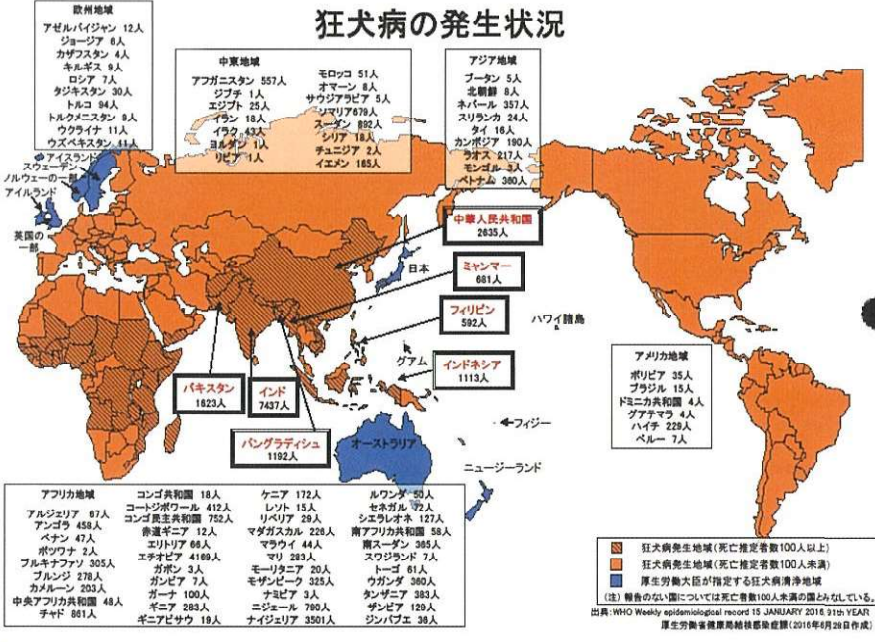 狂犬病の発生状況
欧州地域
アゼルバイジャン 12人
ジョージア 6人
カザフスタン 4人
キルギス 9人
ロシア 7人
タジキスタン 30人
トルコ 94人
トルクメニスタン 9人
ウクライナ 11人
ウズベキスタン 11人
中東地域
アフガニスタン 557人
ジブチ 1人
エジプト 25人
イラン 18人
イラク 43人
ヨルダン 1人
リビア 1人
モロッコ 51人
オマーン 8人
サウジアラビア 5人
ソマリア679人
スーダン 892人
シリア 18人
チュニジア 2人
イエメン 165人
アジア地域
ブータン 5人
北朝鮮 8人
ネパール 357人
スリランカ 24人
タイ 16人
カンボジア 190人
ラオス 217人
モンゴル 3人
ベトナム 360人
アイスランド
スウェーデン
ノルウェーの一部
アイルランド
英国の
一部
中華人民共和国
2635人
日本
ミャンマー
681人
フィリピン
592人
ハワイ諸島
グアム
インドネシア
1113人
パキスタン
1623人
インド
7437人
バングラディシュ
1192人
オーストラリア
フィジー
ニュージーランド
アメリカ地域
ボリビア 35人
ブラジル 15人
ドミニカ共和国 4人
グアテマラ 4人
ハイチ 229人
ペルー 7人
アフリカ地域
アルジェリア 67人
アンゴラ 458人
ベナン 47人
ボツワナ 2人
ブルキナファソ 305人
ブルンジ 278人
カメルーン 203人
中央アフリカ共和国 48人
チャド 861人
コンゴ共和国 18人
コートジボワール 412人
コンゴ民主共和国 752人
赤道ギニア 12人
エリトリア 66人
エチオピア 4169人
ガボン 3人
ガンビア 7人
ガーナ 100人
ギニア 283人
ギニアビサウ 19人
ケニア 172人
レソト 15人
リベリア 29人
マダガスカル 226人
マラウイ 44人
マリ 283人
モーリタニア 20人
モザンビーク 325人
ナミビア 3人
ニジェール 790人
ナイジェリア 3501人
ルワンダ 50人
セネガル 72人
シエラレオネ 127人
南アフリカ共和国 58人
南スーダン 365人
スワジランド 7人
トーゴ 61人
ウガンダ 360人
タンザニア 383人
ザンビア 129人
ジンバブエ 36人
狂犬病発生地域(死亡推定者数100人以上)
狂犬病発生地域(死亡推定者数100人未満)
厚生労働大臣が指定する狂犬病清浄地域
(注) 報告のない国については死亡者数100人未満の国とみなしている。
出典:WHO Weekly epidemiological record 15 JANUARY 2016, 91th YEAR
厚生労働省健康局結核感染症課(2016年6月28日作成)